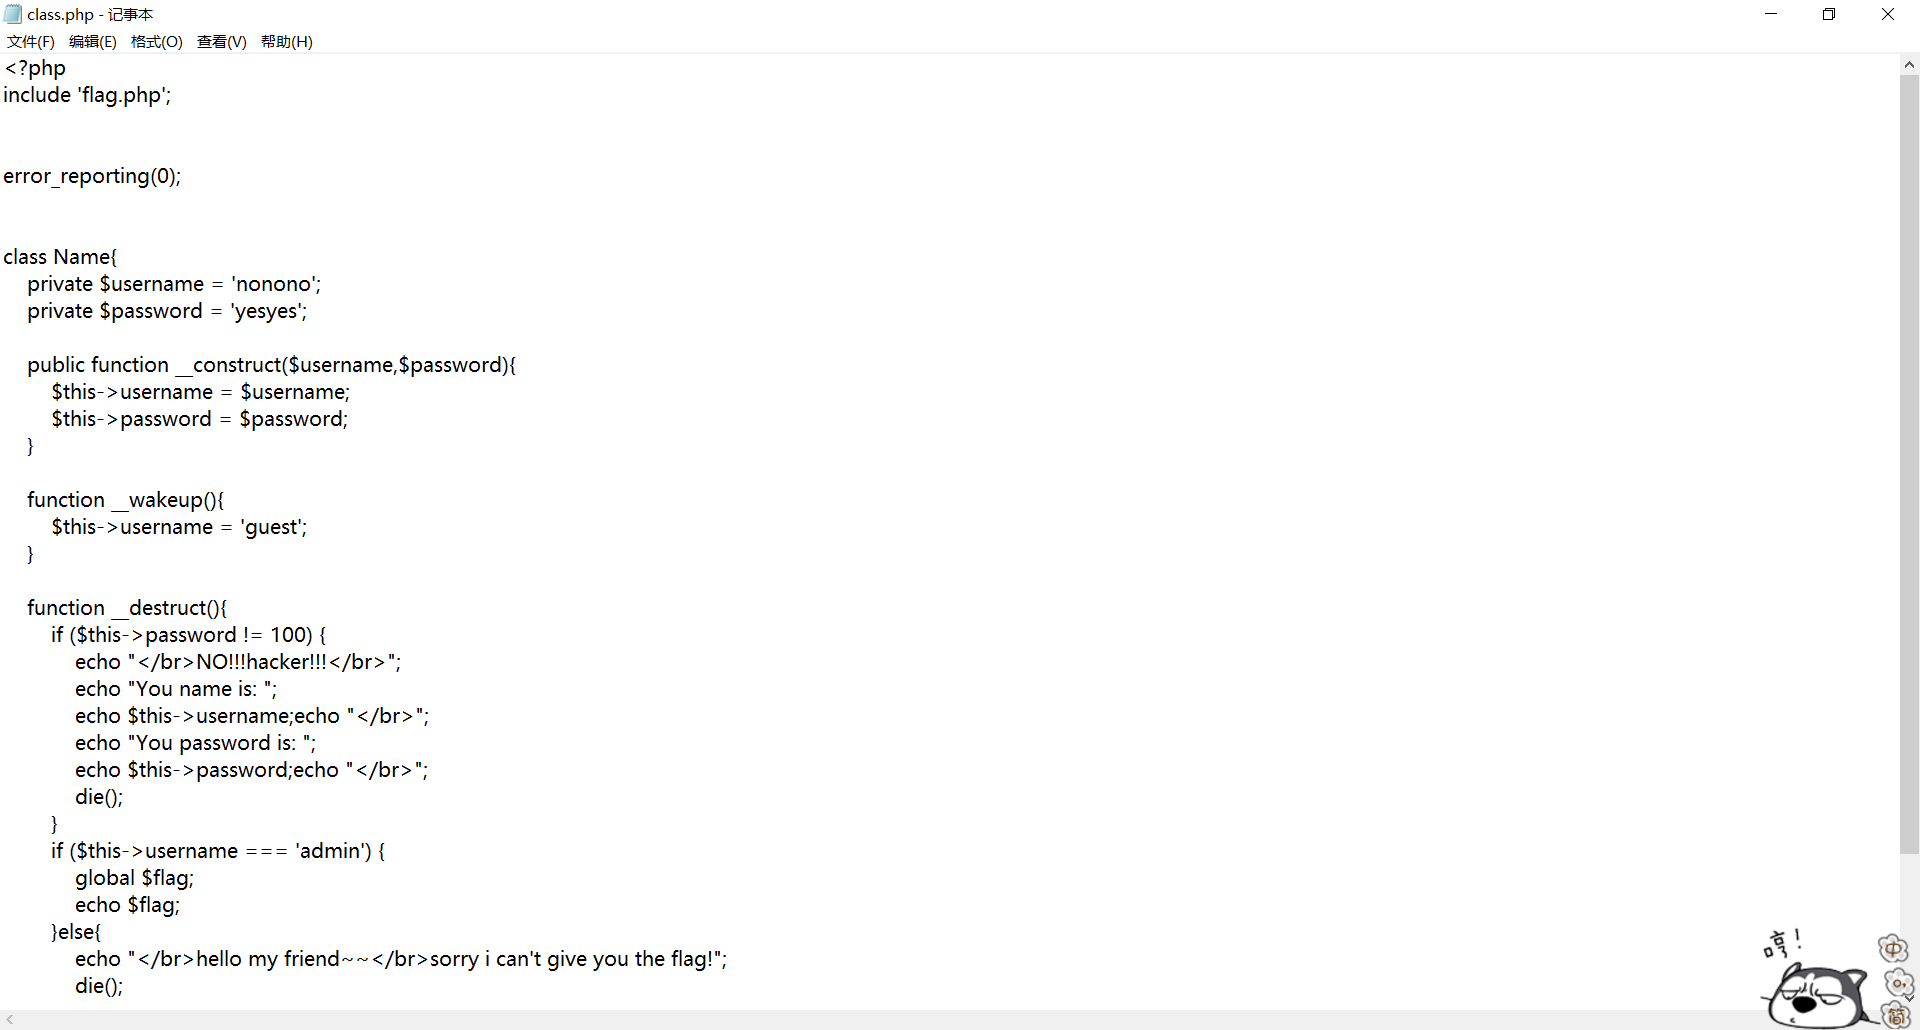 class.php - 记事本
文件(F) 编辑(E) 格式(O) 查看(V) 帮助(H)
<?php
include 'flag.php';
error_reporting(0);
class Name{
    private $username = 'nonono';
    private $password = 'yesyes';
    public function __construct($username,$password){
        $this->username = $username;
        $this->password = $password;
    }
    function __wakeup(){
        $this->username = 'guest';
    }
    function __destruct(){
        if ($this->password != 100) {
            echo "</br>NO!!!hacker!!!</br>";
            echo "You name is: ";
            echo $this->username;echo "</br>";
            echo "You password is: ";
            echo $this->password;echo "</br>";
            die();
        }
        if ($this->username === 'admin') {
            global $flag;
            echo $flag;
        }else{
            echo "</br>hello my friend~~</br>sorry i can't give you the flag!";
            die();
哼!
中
简